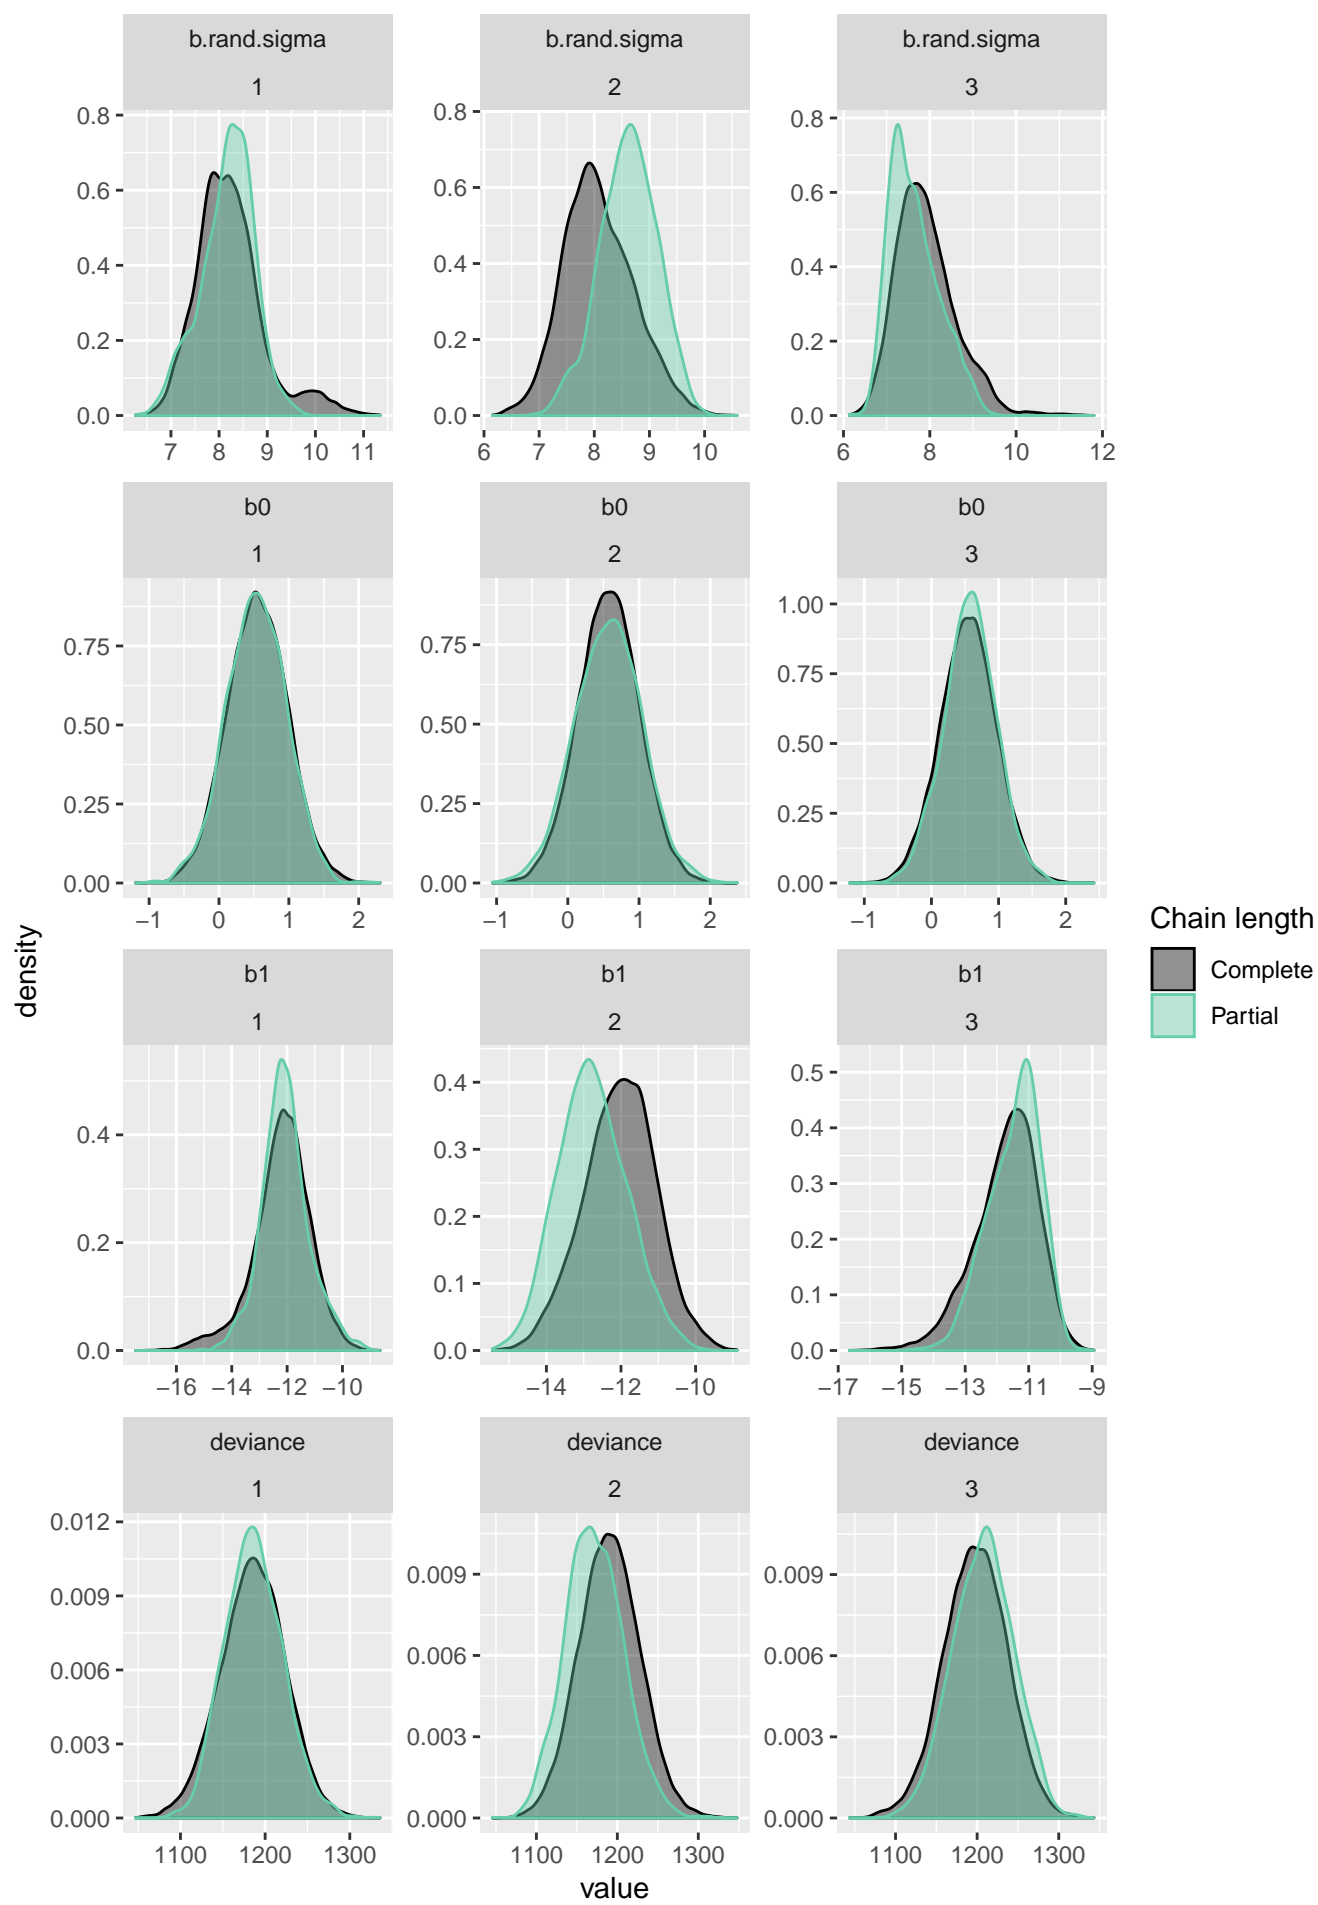 b.rand.sigma b.rand.sigma b.rand.sigma
1 2 3
0.8 0.8 0.8
0.6 0.6 0.6
0.4 0.4 0.4
0.2 0.2 0.2
0.0 0.0 0.0
7 8 9 10 11 6 7 8 9 10 6 8 10 12
b0 b0 b0
1 2 3
1.00
0.75 0.75 0.75
0.50 0.50 0.50
0.25 0.25 0.25
0.00 0.00 0.00
−1 0 1 2 −1 0 1 2 −1 0 1 2
density
Chain length
Complete
Partial
b1 b1 b1
1 2 3
0.5
0.4 0.4 0.4
0.3 0.3
0.2 0.2 0.2
0.1 0.1
0.0 0.0 0.0
−16 −14 −12 −10 −14 −12 −10 −17 −15 −13 −11 −9
deviance deviance deviance
1 2 3
0.012
0.009 0.009 0.009
0.006 0.006 0.006
0.003 0.003 0.003
0.000 0.000 0.000
1100 1200 1300 1100 1200 1300 1100 1200 1300
value